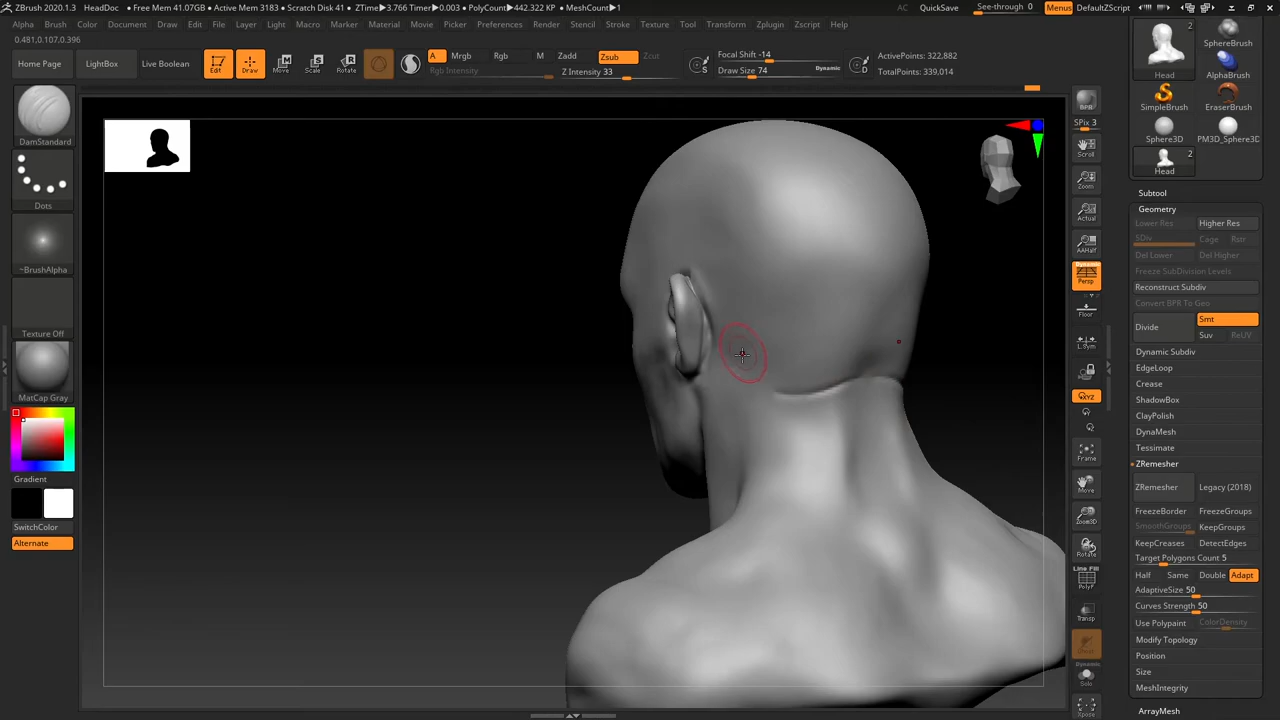 ZBrush 2020.1.3 HeadDoc • Free Mem 41.07GB • Active Mem 3183 • Scratch Disk 41 • ZTime▶3.766 Timer▶0.003 • PolyCount▶442.322 KP • MeshCount▶1 AC QuickSave See-through 0 Menus DefaultZScript
Alpha Brush Color Document Draw Edit File Layer Light Macro Marker Material Movie Picker Preferences Render Stencil Stroke Texture Tool Transform Zplugin Zscript Help
0.481,0.107,0.396
Home Page LightBox Live Boolean Edit Draw Move Scale Rotate
A Mrgb Rgb M Zadd Zsub Zcut
Rgb Intensity Z Intensity 33
Focal Shift -14
Draw Size 74 Dynamic
S D
ActivePoints: 322,882
TotalPoints: 339,014
DamStandard
Dots
~BrushAlpha
Texture Off
MatCap Gray
Gradient
SwitchColor
Alternate
BPR
SPix 3
Scroll
Zoom
Actual
AAHalf
Dynamic
Persp
Floor
L.Sym
XYZ
Frame
Move
Zoom3D
Rotate
Line Fill
PolyF
Transp
Dynamic
Solo
Xpose
2
Head
SphereBrush
AlphaBrush
SimpleBrush EraserBrush
Sphere3D PM3D_Sphere3D
2
Head
Subtool
Geometry
Lower Res Higher Res
SDiv Cage Rstr
Del Lower Del Higher
Freeze SubDivision Levels
Reconstruct Subdiv
Convert BPR To Geo
Divide Smt
Suv ReUV
Dynamic Subdiv
EdgeLoop
Crease
ShadowBox
ClayPolish
DynaMesh
Tessimate
ZRemesher
ZRemesher Legacy (2018)
FreezeBorder FreezeGroups
SmoothGroups KeepGroups
KeepCreases DetectEdges
Target Polygons Count 5
Half Same Double Adapt
AdaptiveSize 50
Curves Strength 50
Use Polypaint ColorDensity
Modify Topology
Position
Size
MeshIntegrity
ArrayMesh